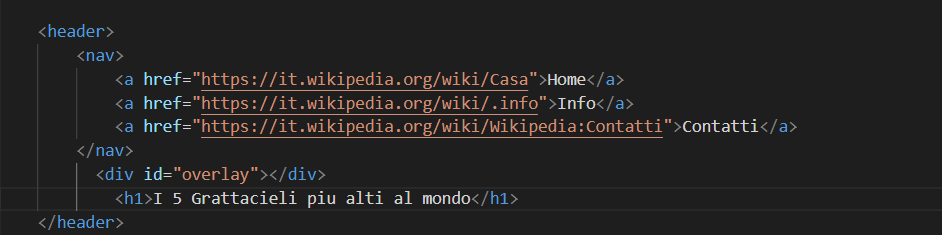 <header>
<nav>
<a href="https://it.wikipedia.org/wiki/Casa">Home</a>
<a href="https://it.wikipedia.org/wiki/.info">Info</a>
<a href="https://it.wikipedia.org/wiki/Wikipedia:Contatti">Contatti</a>
</nav>
<div id="overlay"></div>
<h1>I 5 Grattacieli piu alti al mondo</h1>
</header>